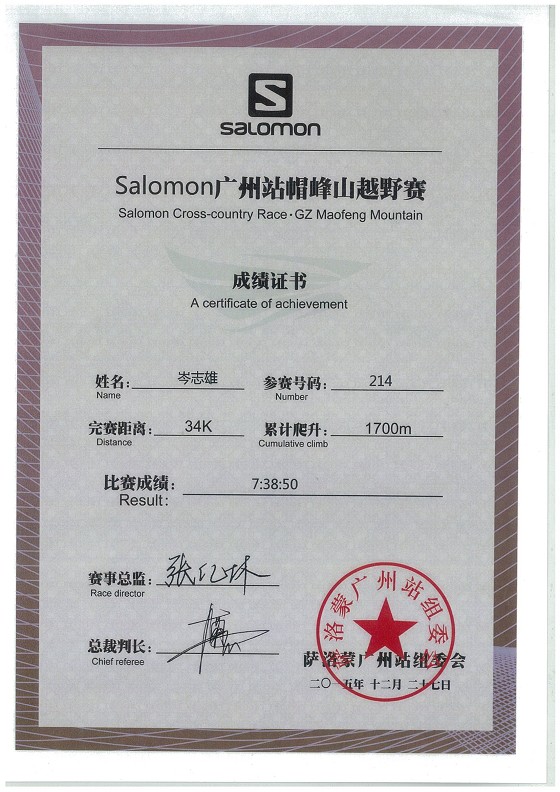 S
salomon
Salomon广州站帽峰山越野赛
Salomon Cross-country Race·GZ Maofeng Mountain
成绩证书
A certificate of achievement
姓名: 岑志雄 参赛号码: 214
Name Number
完赛距离: 34K 累计爬升: 1700m
Distance Cumulative climb
比赛成绩: 7:38:50
Result:
赛事总监:
Race director
总裁判长:
Chief referee
萨洛蒙广州站组委会
萨洛蒙广州站组委会
二〇一五年 十二月 二十七日